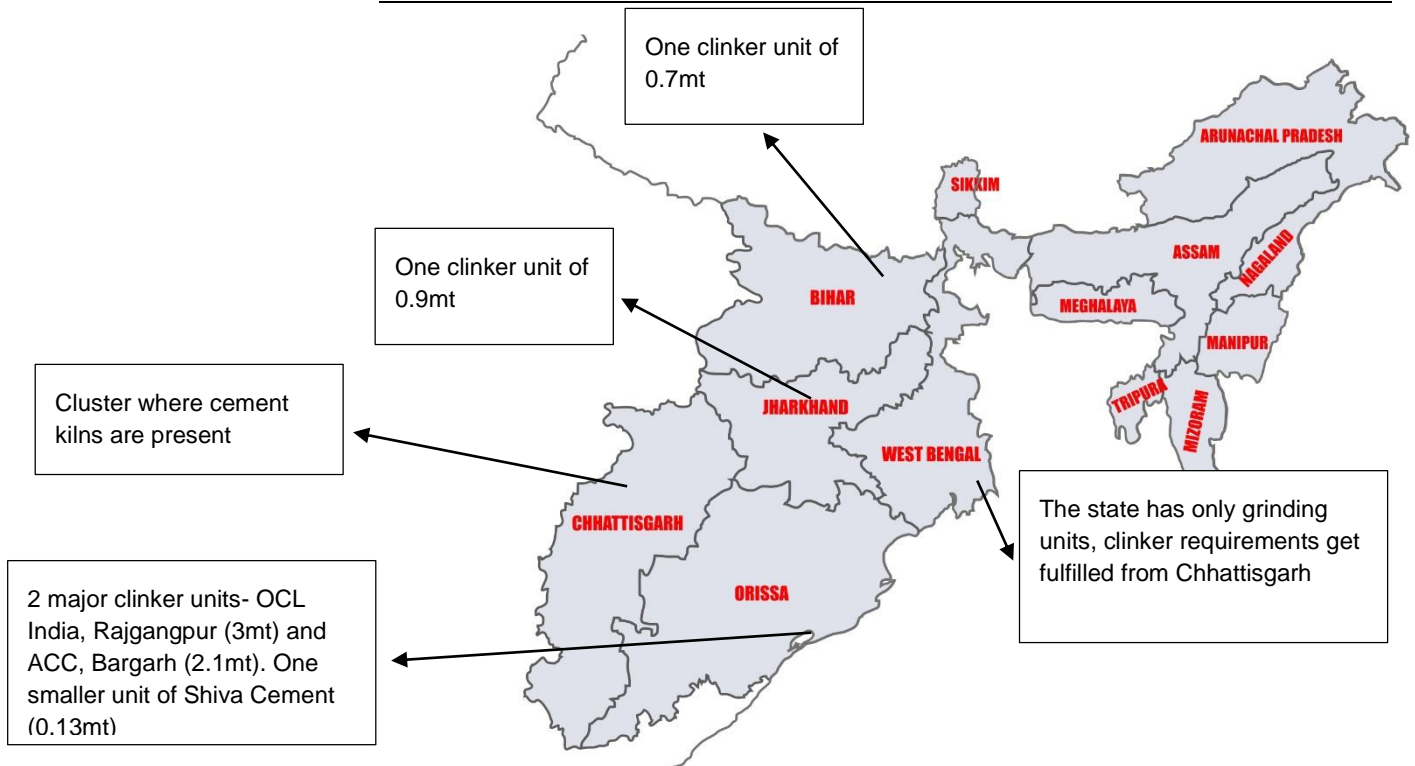 One clinker unit of
0.7mt
ARUNACHAL PRADESH
SIKKIM
ASSAM
NAGALAND
One clinker unit of
0.9mt
BIHAR
MEGHALAYA
MANIPUR
Cluster where cement
kilns are present
JHARKHAND
TRIPURA
MIZORAM
WEST BENGAL
CHHATTISGARH
The state has only grinding
units, clinker requirements get
fulfilled from Chhattisgarh
2 major clinker units- OCL
India, Rajgangpur (3mt) and
ACC, Bargarh (2.1mt). One
smaller unit of Shiva Cement
(0.13mt)
ORISSA